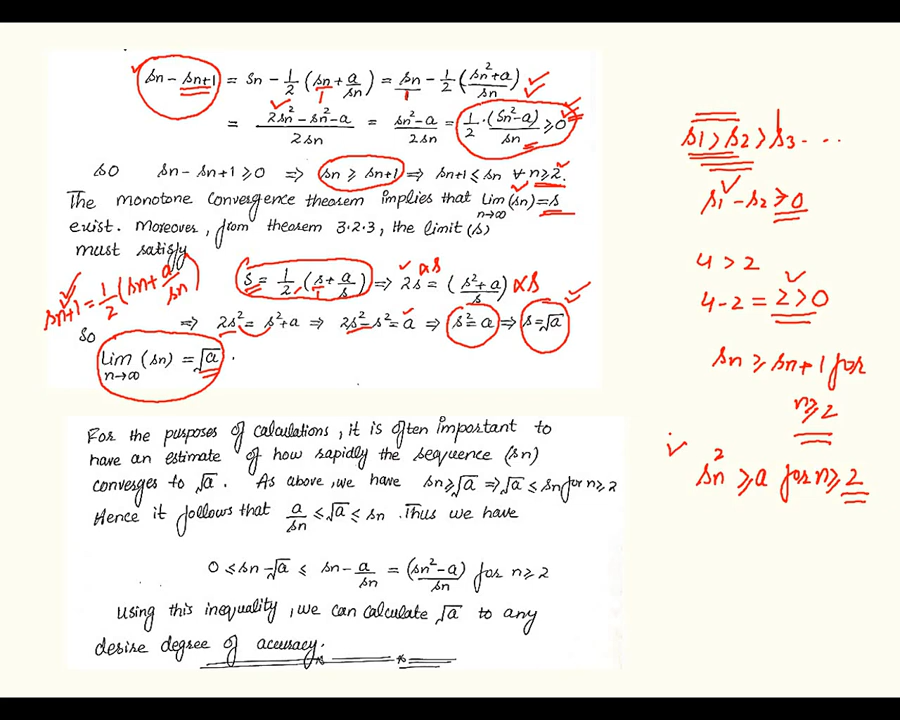 sn - sn+1 = sn - 1/2 (sn + a/sn) = sn - 1/2 (sn² + a / sn)
= 2sn² - sn² - a / 2sn = sn² - a / 2sn = 1/2 · (sn² - a) / sn ≥ 0
so sn - sn+1 ≥ 0 ⇒ sn ≥ sn+1 ⇒ sn+1 ≤ sn ∀ n ≥ 2.
The monotone convergence theorem implies that Lim n→∞ (sn) = s
exist. Moreover, from theorem 3.2.3, the limit (s)
must satisfy
s = 1/2 (s + a/s) ⇒ 2s = (s² + a / s)
sn+1 = 1/2 (sn + a/sn)
⇒ 2s² = s² + a ⇒ 2s² - s² = a ⇒ s² = a ⇒ s = √a
so
Lim n→∞ (sn) = √a .
For the purposes of calculations, it is often important to
have an estimate of how rapidly the sequence (sn)
converges to √a . As above, we have sn ≥ √a ⇒ √a ≤ sn for n ≥ 2
Hence it follows that a/sn ≤ √a ≤ sn . Thus we have
0 ≤ sn - √a ≤ sn - a/sn = (sn² - a) / sn for n ≥ 2
using this inequality, we can calculate √a to any
desire degree of accuracy.
s1 > s2 > s3 - ..
s1 - s2 ≥ 0
4 > 2
4 - 2 = 2 > 0
sn ≥ sn+1 for
n ≥ 2
sn² ≥ a for n ≥ 2